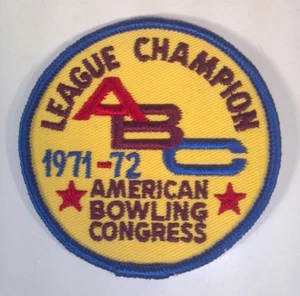 LEAGUE CHAMPION
ABC
1971-72
AMERICAN
BOWLING
CONGRESS